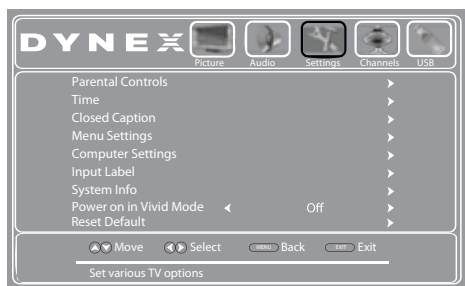 DYNEX
Picture Audio Settings Channels USB
Parental Controls
Time
Closed Caption
Menu Settings
Computer Settings
Input Label
System Info
Power on in Vivid Mode Off
Reset Default
Move Select MENU Back EXIT Exit
Set various TV options